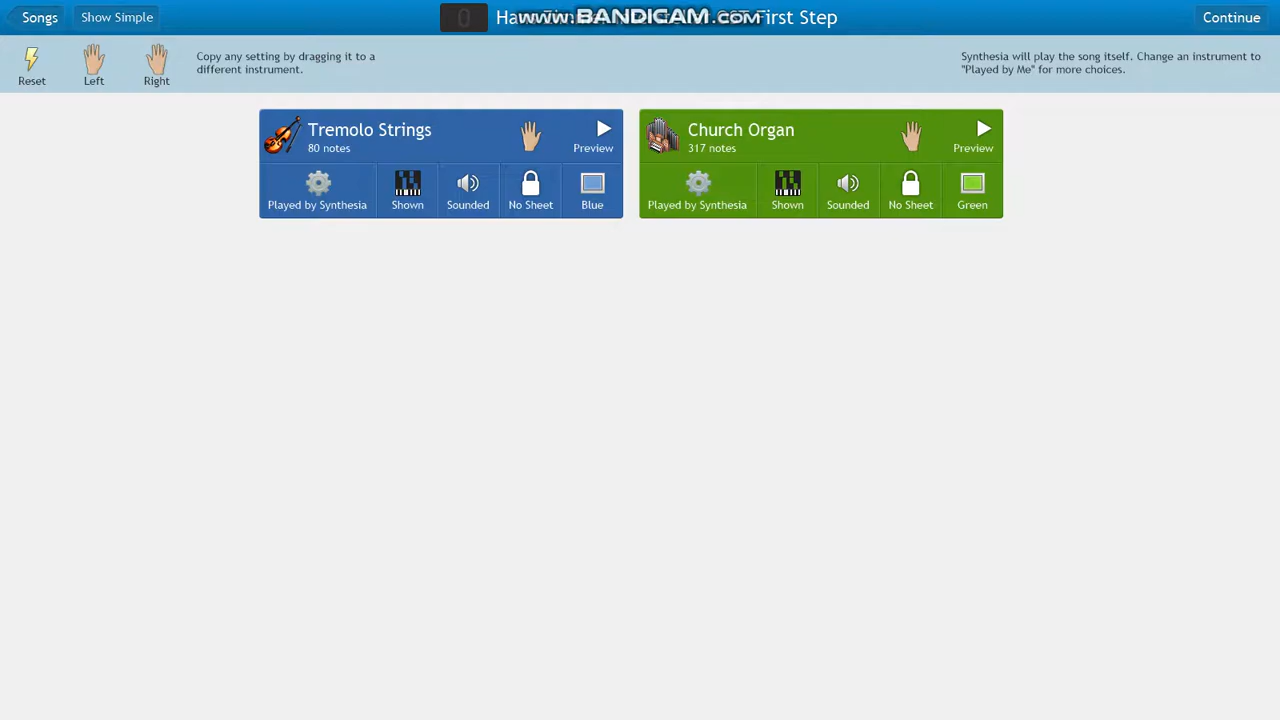 Songs
Show Simple
0
www.BANDICAM.com
First Step
Continue
Reset
Left
Right
Copy any setting by dragging it to a
different instrument.
Synthesia will play the song itself. Change an instrument to
"Played by Me" for more choices.
Tremolo Strings
80 notes
Preview
Played by Synthesia
Shown
Sounded
No Sheet
Blue
Church Organ
317 notes
Preview
Played by Synthesia
Shown
Sounded
No Sheet
Green